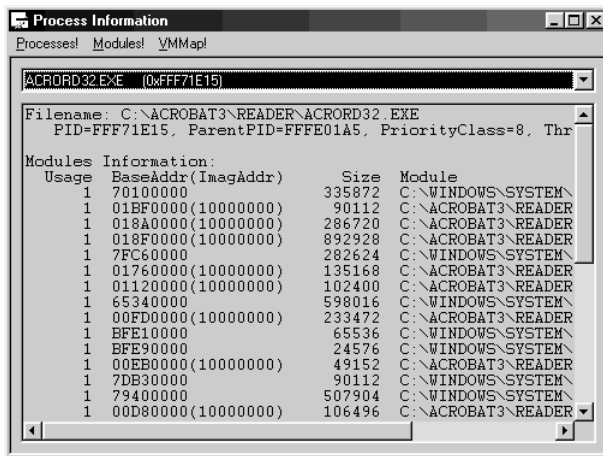 Process Information
Processes! Modules! VMMap!
ACRORD32.EXE (0xFFF71E15)
Filename: C:\ACROBAT3\READER\ACRORD32.EXE
PID=FFF71E15, ParentPID=FFFE01A5, PriorityClass=8, Thr
Modules Information:
Usage BaseAddr(ImagAddr) Size Module
1 70100000 335872 C:\WINDOWS\SYSTEM\
1 01BF0000(10000000) 90112 C:\ACROBAT3\READER
1 018A0000(10000000) 286720 C:\ACROBAT3\READER
1 018F0000(10000000) 892928 C:\ACROBAT3\READER
1 7FC60000 282624 C:\WINDOWS\SYSTEM\
1 01760000(10000000) 135168 C:\ACROBAT3\READER
1 01120000(10000000) 102400 C:\ACROBAT3\READER
1 65340000 598016 C:\WINDOWS\SYSTEM\
1 00FD0000(10000000) 233472 C:\ACROBAT3\READER
1 BFE10000 65536 C:\WINDOWS\SYSTEM\
1 BFE90000 24576 C:\WINDOWS\SYSTEM\
1 00EB0000(10000000) 49152 C:\ACROBAT3\READER
1 7DB30000 90112 C:\WINDOWS\SYSTEM\
1 79400000 507904 C:\WINDOWS\SYSTEM\
1 00D80000(10000000) 106496 C:\ACROBAT3\READER